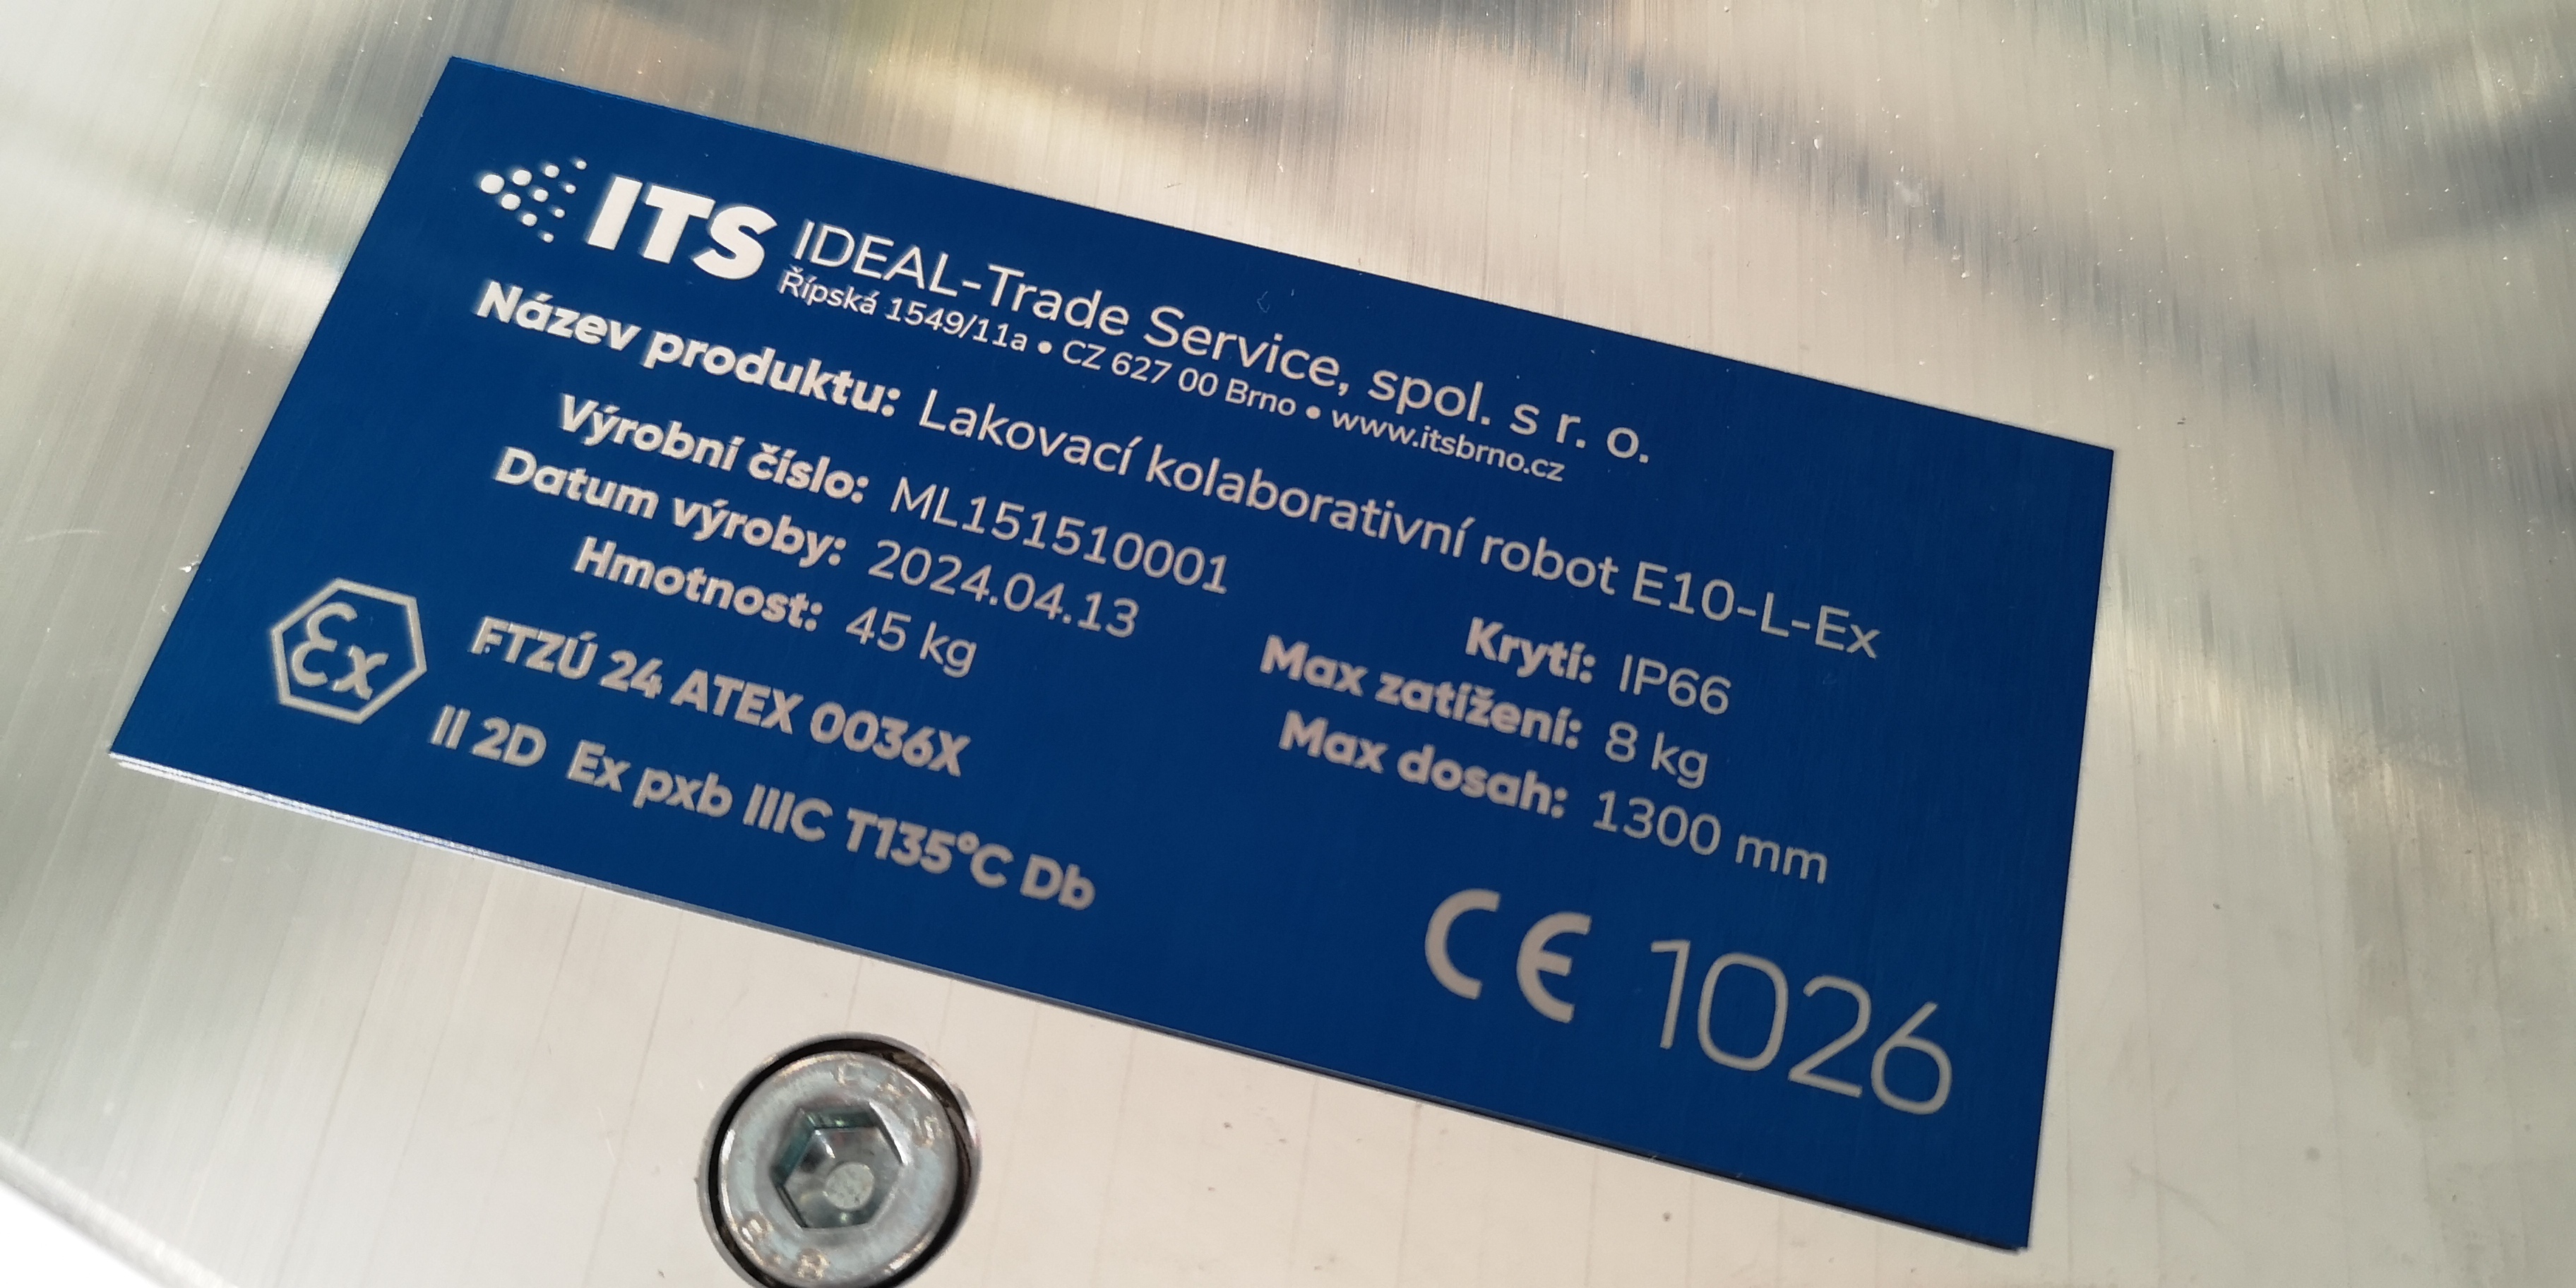 ITS IDEAL-Trade Service, spol. s r. o.
Řípská 1549/11a • CZ 627 00 Brno • www.itsbrno.cz
Název produktu: Lakovací kolaborativní robot E10-L-Ex
Výrobní číslo: ML151510001
Datum výroby: 2024.04.13
Hmotnost: 45 kg
Krytí: IP66
Max zatížení: 8 kg
Max dosah: 1300 mm
Ex FTZÚ 24 ATEX 0036X
II 2D Ex pxb IIIC T135°C Db
CE 1026
8.8